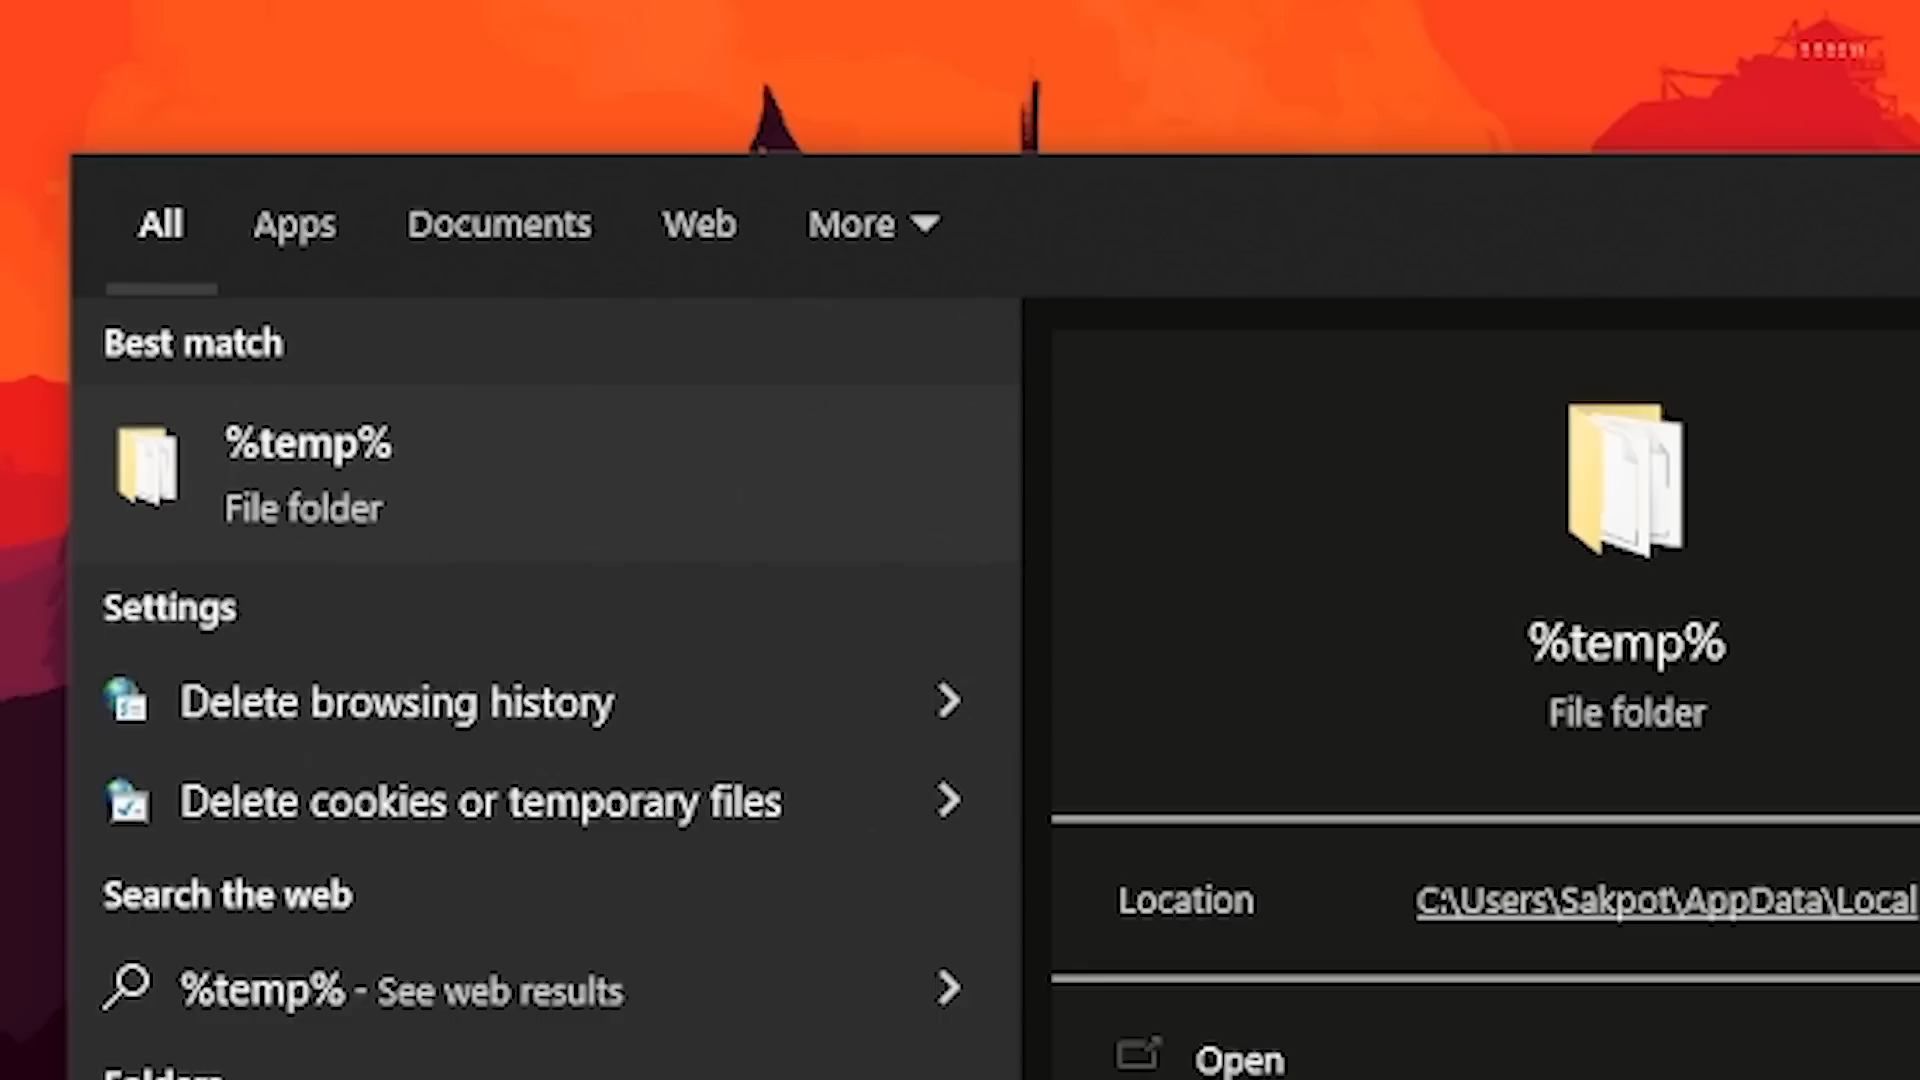 All Apps Documents Web More
Best match
%temp%
File folder
Settings
Delete browsing history
Delete cookies or temporary files
Search the web
%temp% - See web results
Folders
%temp%
File folder
Location C:\Users\Sakpot\AppData\Local
Open